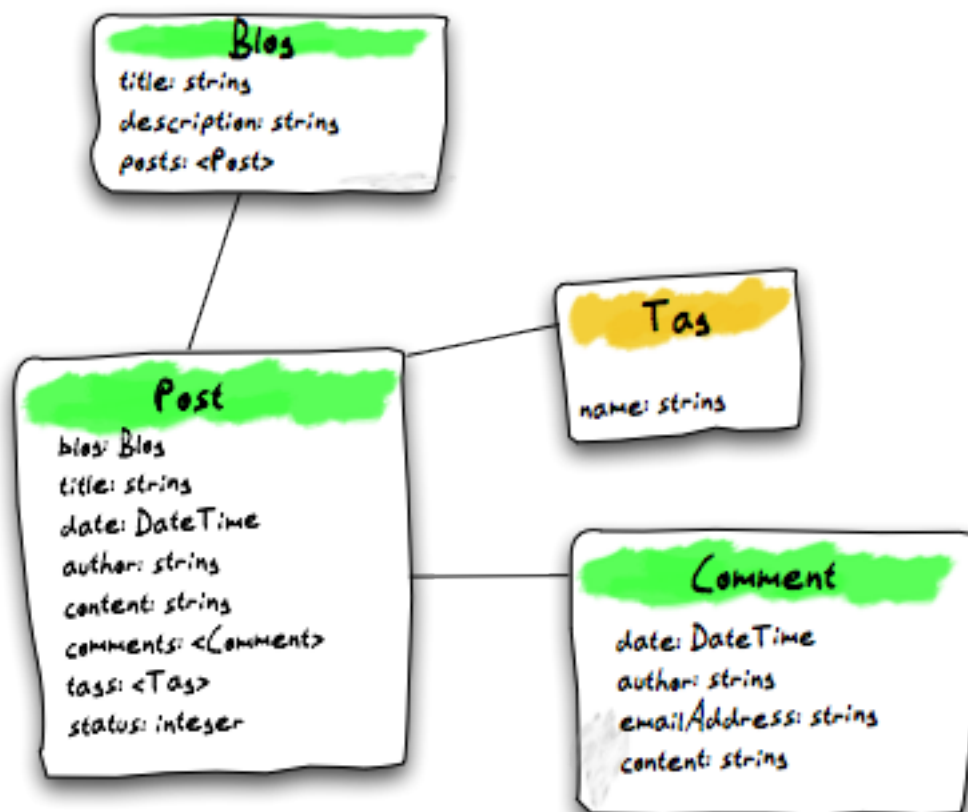 Blog
title: string
description: string
posts: <Post>
Tag
name: string
Post
blog: Blog
title: string
date: DateTime
author: string
content: string
comments: <Comment>
tags: <Tag>
status: integer
Comment
date: DateTime
author: string
emailAddress: string
content: string